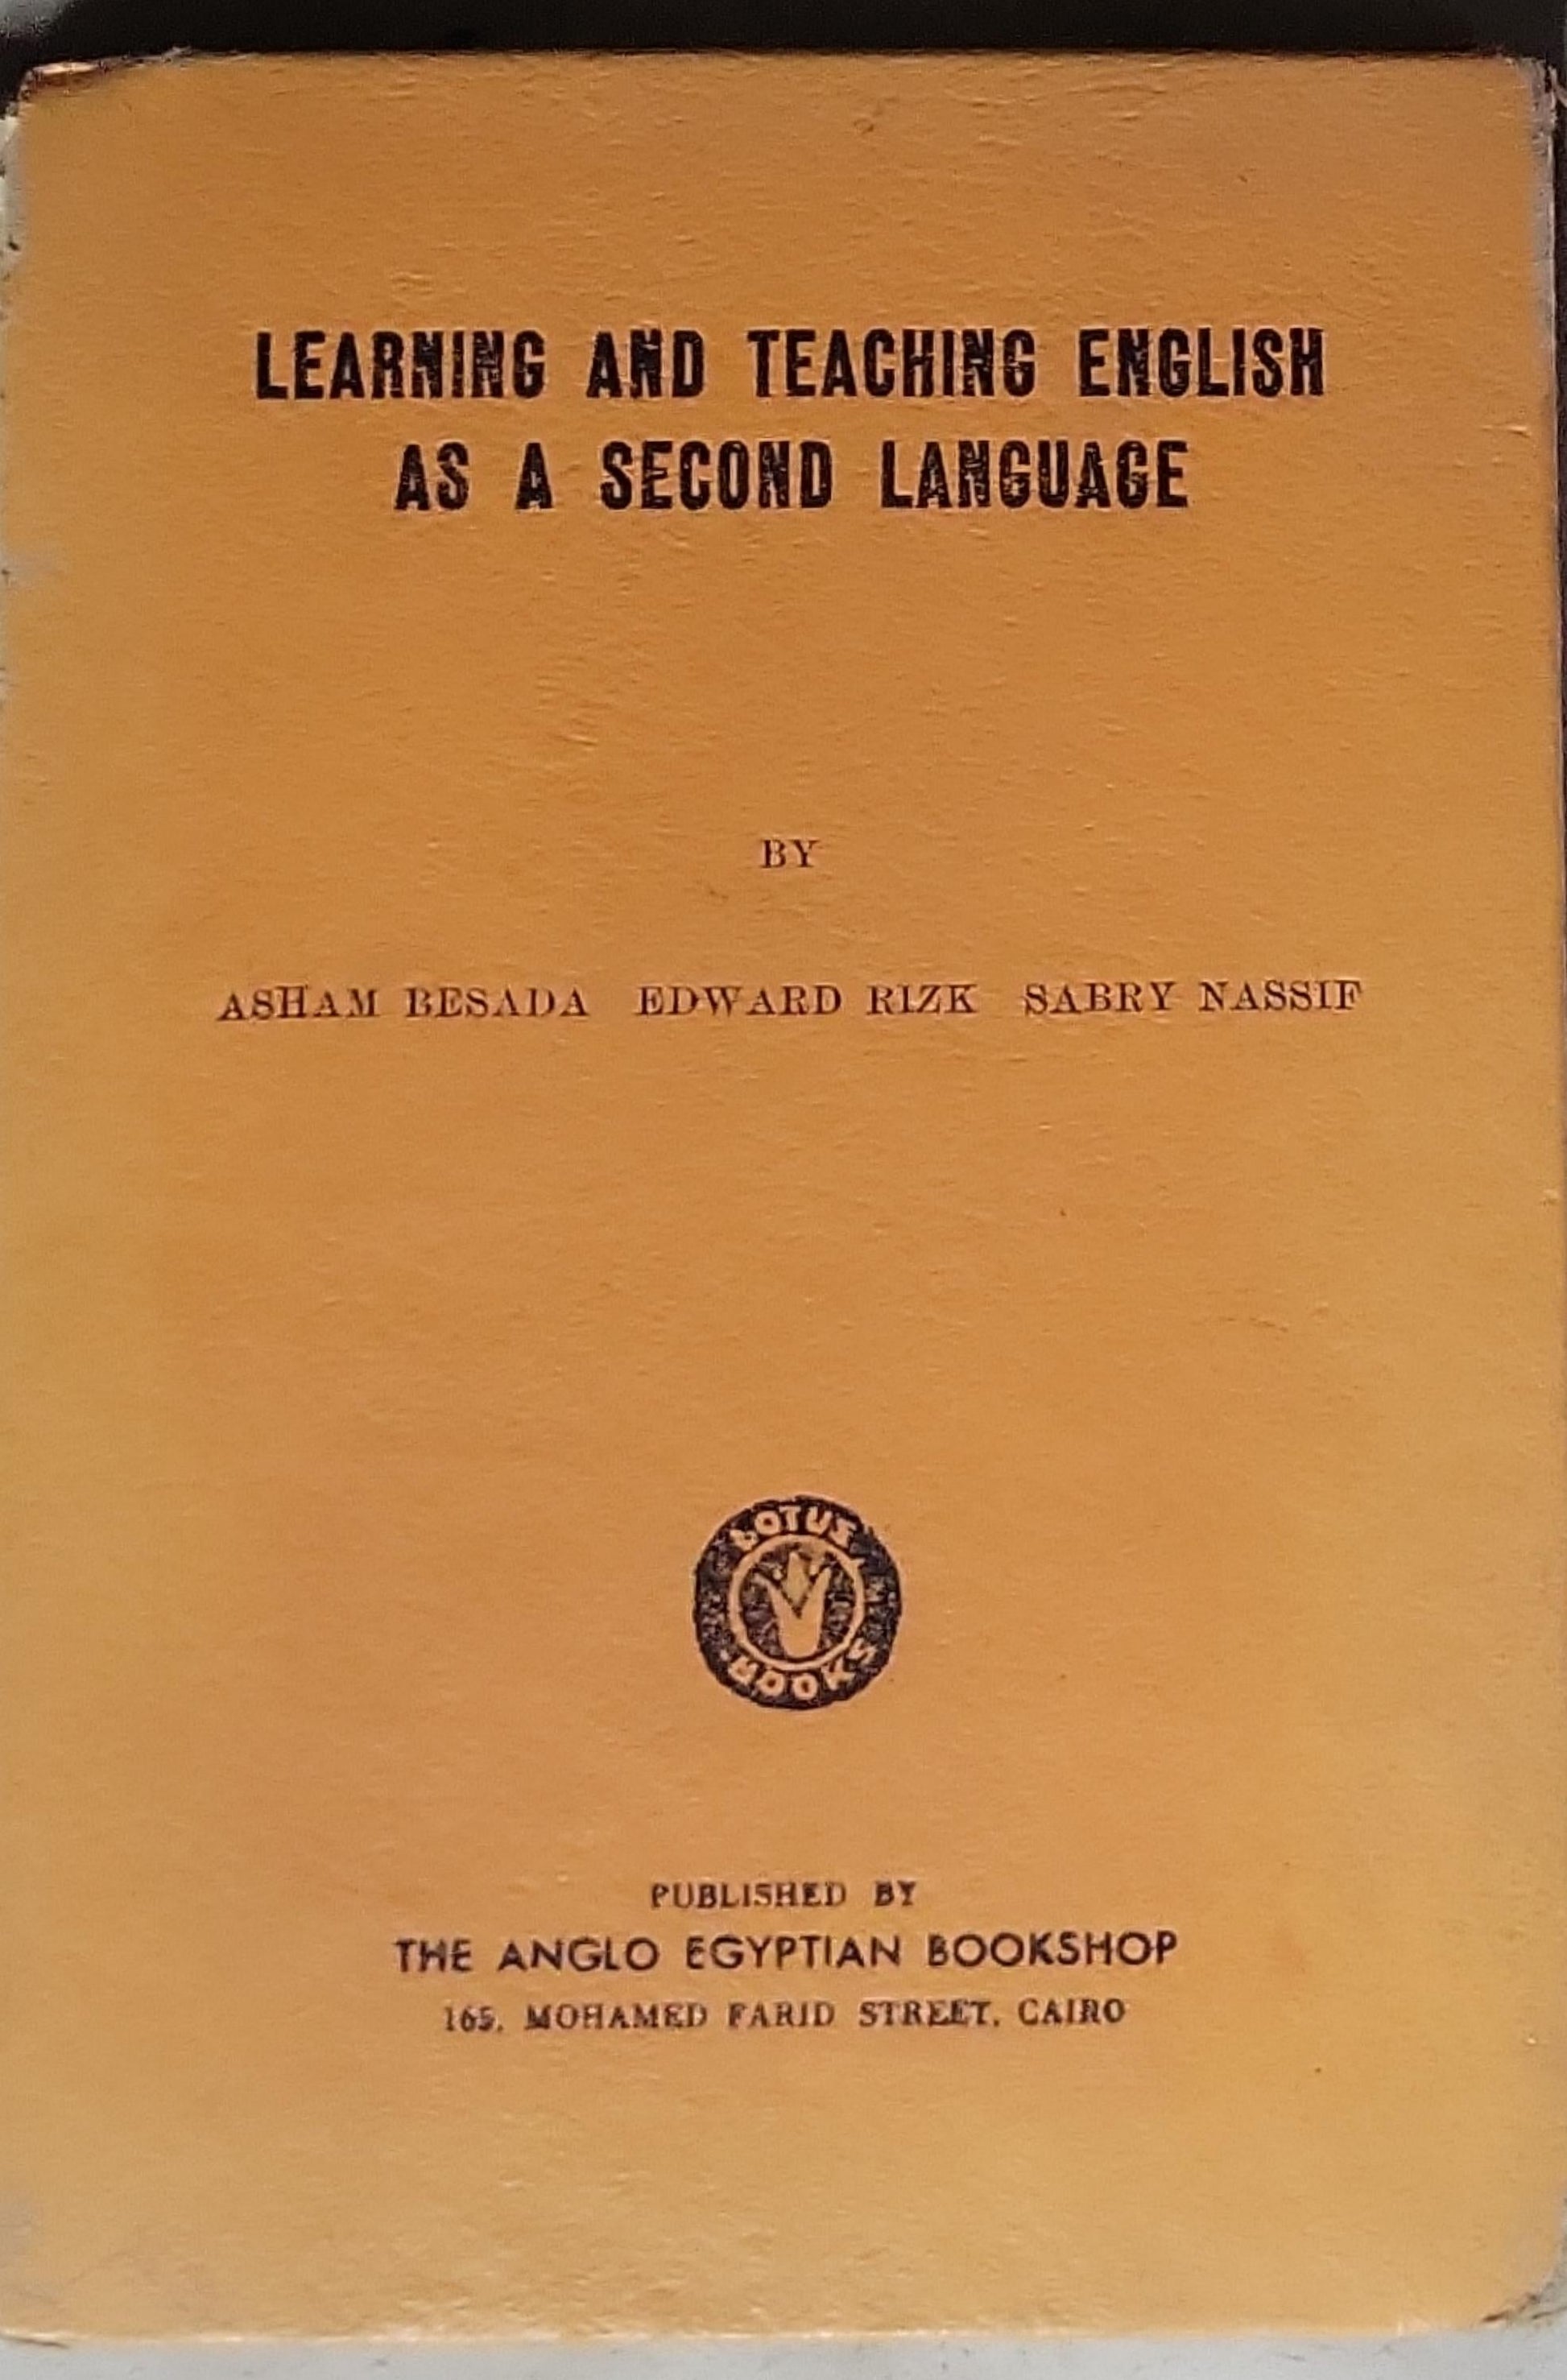 LEARNING AND TEACHING ENGLISH
AS A SECOND LANGUAGE
BY
ASHAM BESADA EDWARD RIZK SABRY NASSIF
LOTUS
BOOKS
PUBLISHED BY
THE ANGLO EGYPTIAN BOOKSHOP
165, MOHAMED FARID STREET, CAIRO